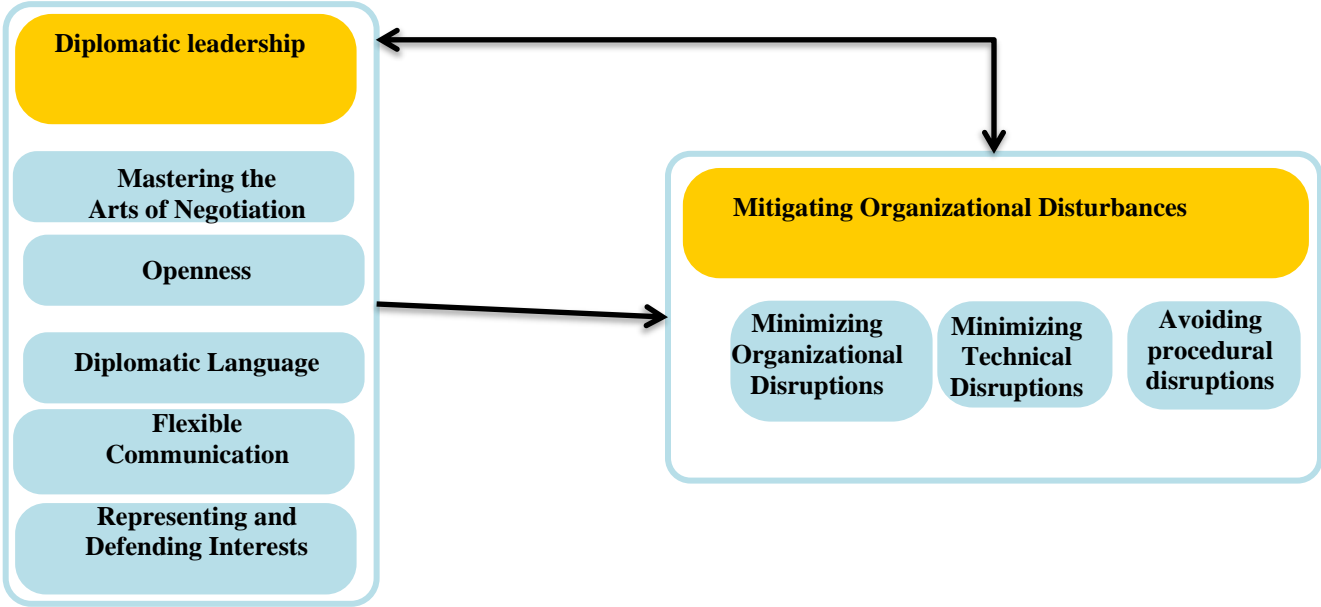 Diplomatic leadership
Mastering the
Arts of Negotiation
Openness
Diplomatic Language
Flexible
Communication
Representing and
Defending Interests
Mitigating Organizational Disturbances
Minimizing
Organizational
Disruptions
Minimizing
Technical
Disruptions
Avoiding
procedural
disruptions